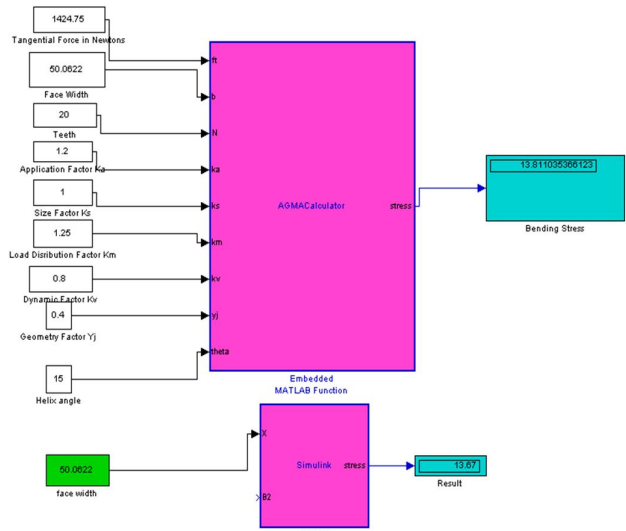 1424.75
Tangential Force in Newtons
50.0622
Face Width
20
Teeth
1.2
Application Factor Ka
1
Size Factor Ks
1.25
Load Disribution Factor Km
0.8
Dynamic Factor Kv
0.4
Geometry Factor Yj
15
Helix angle
ft
b
N
ka
ks
km
kv
yj
theta
AGMACalculator
stress
Embedded
MATLAB Function
13.811035366123
Bending Stress
50.0622
face width
X
B2
Simulink
stress
13.67
Result